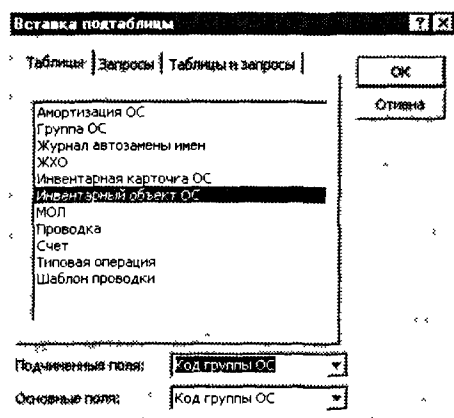 Вставка подтаблицы
Таблицы Запросы Таблицы и запросы
ОК
Отмена
Амортизация ОС
Группа ОС
Журнал автозамены имен
ЖХО
Инвентарная карточка ОС
Инвентарный объект ОС
МОЛ
Проводка
Счет
Типовая операция
Шаблон проводки
Подчиненные поля: Код группы ОС
Основные поля: Код группы ОС